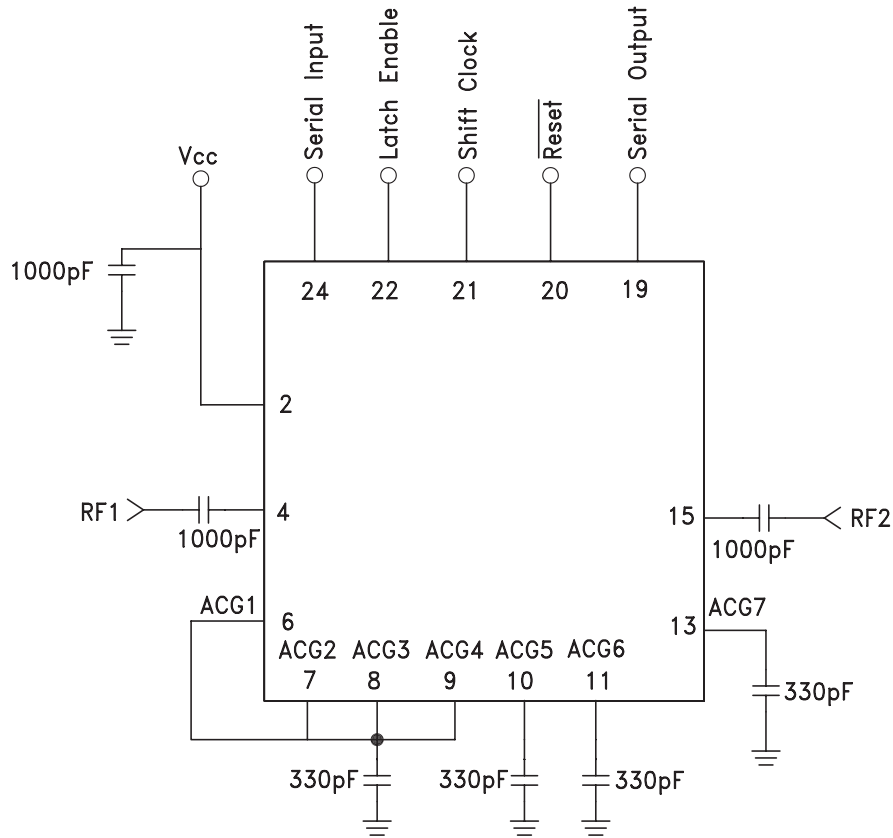 Serial Input
Latch Enable
Shift Clock
Reset
Serial Output
Vcc
1000pF
24
22
21
20
19
2
RF1
1000pF
4
15
1000pF
RF2
ACG1
6
ACG7
13
ACG2
ACG3
ACG4
ACG5
ACG6
7
8
9
10
11
330pF
330pF
330pF
330pF